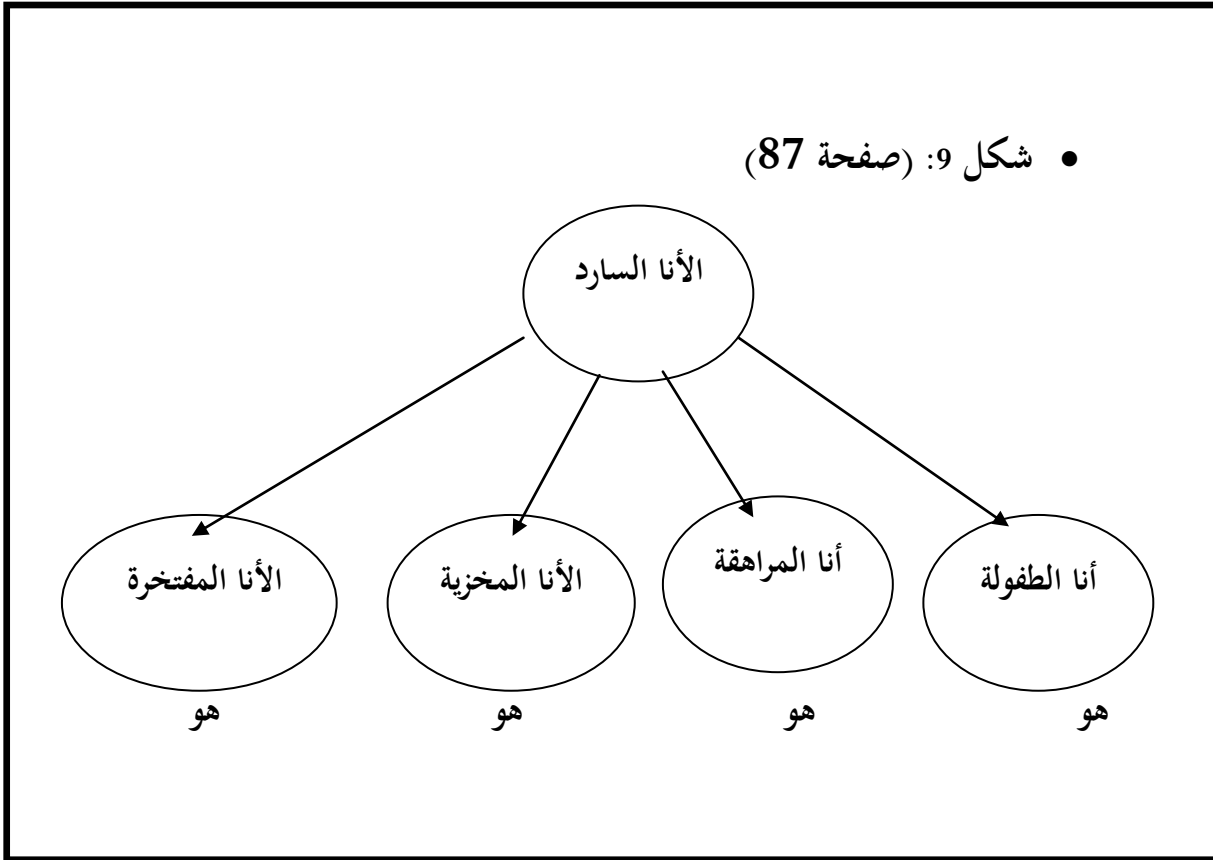 • شكل 9: (صفحة 87)
الأنا السارد
أنا الطفولة
أنا المراهقة
الأنا المخزية
الأنا المفتخرة
هو
هو
هو
هو